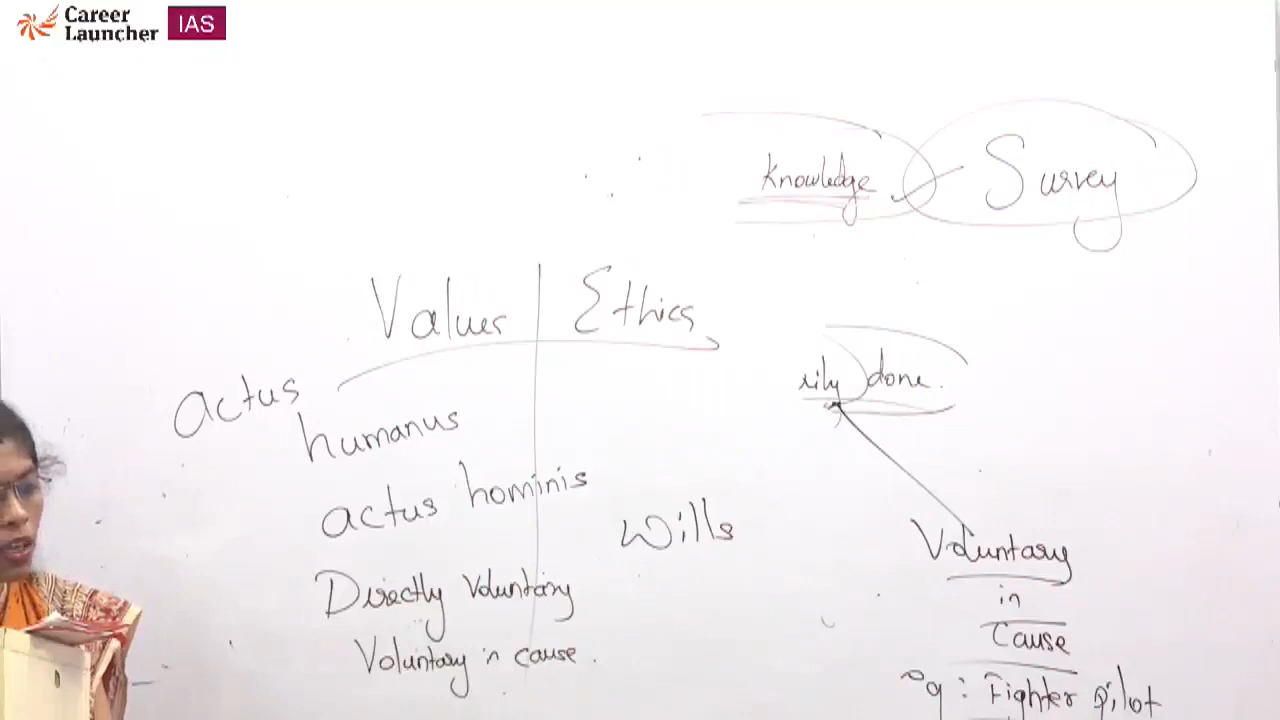 Career
Launcher
IAS
Knowledge
Survey
Values
Ethics
rily done.
actus
humanus
actus hominis
Wills
Directly Voluntary
Voluntary in cause.
Voluntary
in
Cause
eg: Fighter pilot